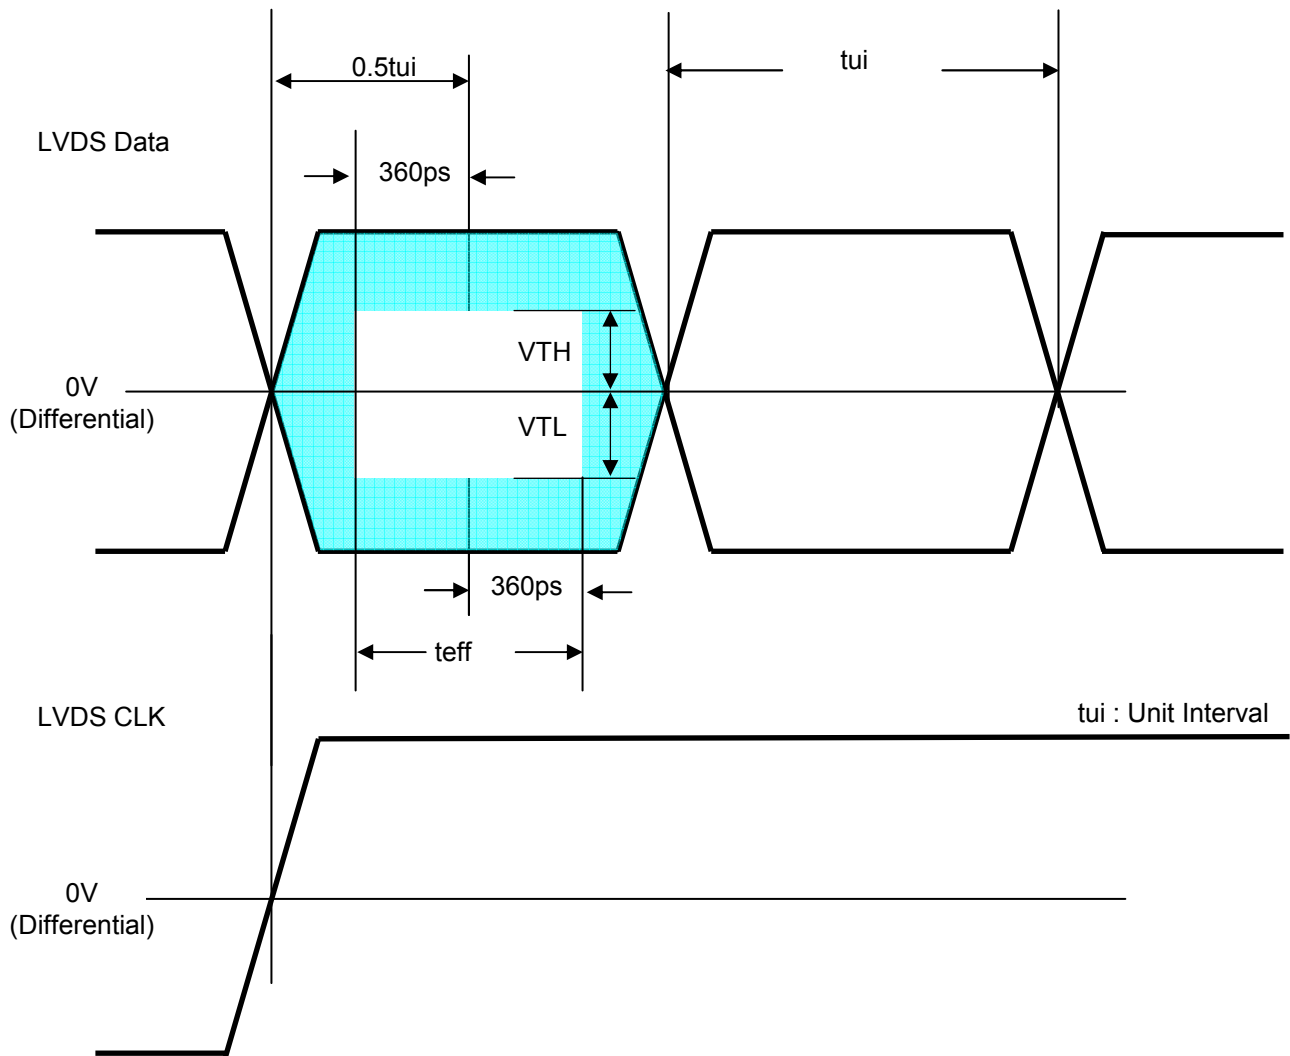 0.5tui
tui
LVDS Data
360ps
VTH
0V
(Differential)
VTL
360ps
teff
LVDS CLK
tui : Unit Interval
0V
(Differential)